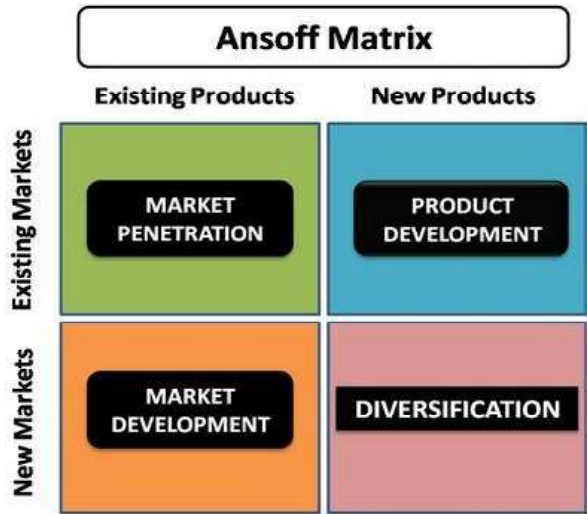 Ansoff Matrix
Existing Products
New Products
Existing Markets
MARKET
PENETRATION
PRODUCT
DEVELOPMENT
New Markets
MARKET
DEVELOPMENT
DIVERSIFICATION